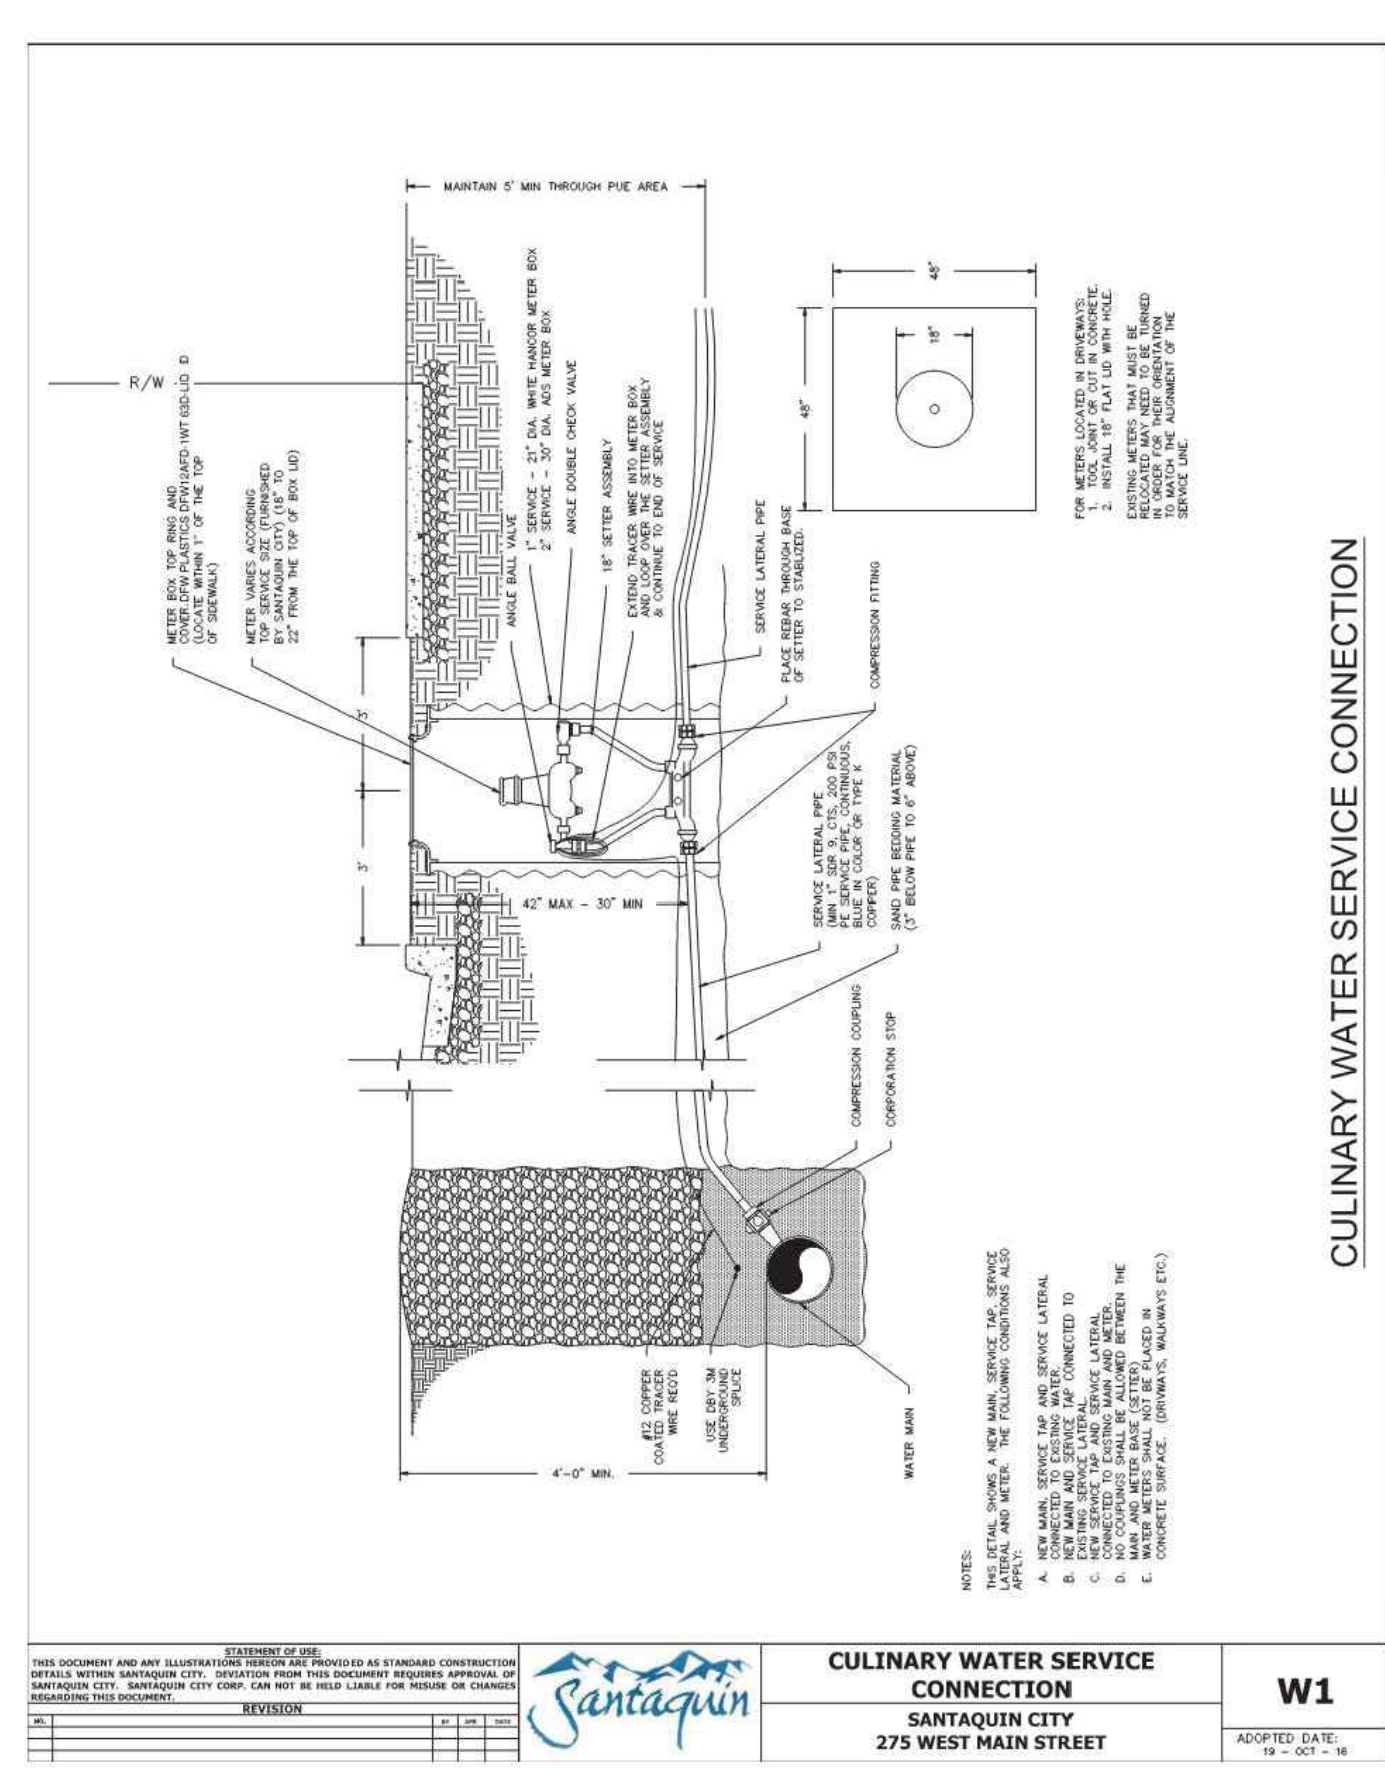 MAINTAIN 5' MIN THROUGH PUE AREA
R/W
METER BOX TOP RING AND
COVER.DFW PLASTICS DFW12AFD-1WT 63D-LID D
(LOCATE WITHIN 1" OF THE TOP
OF SIDEWALK)
METER VARIES ACCORDING
TOP SERVICE SIZE (FURNISHED
BY SANTAQUIN CITY) (18" TO
22" FROM THE TOP OF BOX LID)
ANGLE BALL VALVE
1" SERVICE - 21" DIA. WHITE HANCOR METER BOX
2" SERVICE - 30" DIA. ADS METER BOX
ANGLE DOUBLE CHECK VALVE
18" SETTER ASSEMBLY
EXTEND TRACER WIRE INTO METER BOX
AND LOOP OVER THE SETTER ASSEMBLY
& CONTINUE TO END OF SERVICE
SERVICE LATERAL PIPE
PLACE REBAR THROUGH BASE
OF SETTER TO STABLIZED.
COMPRESSION FITTING
3'
3'
42" MAX - 30" MIN
SERVICE LATERAL PIPE
(MIN 1" SDR 9, CTS, 200 PSI
PE SERVICE PIPE, CONTINUOUS,
BLUE IN COLOR OR TYPE K
COPIPER)
SAND PIPE BEDDING MATERIAL
(3" BELOW PIPE TO 6" ABOVE)
COMPRESSION COUPLING
CORPORATION STOP
#12 COPPER
COATED TRACER
WIRE REQ'D
USE DBY 3M
UNDERGROUND
SPLICE
4'-0" MIN.
WATER MAIN
48"
48"
18"
FOR METERS LOCATED IN DRIVEWAYS:
1. TOOL JOINT OR CUT IN CONCRETE.
2. INSTALL 18" FLAT LID WITH HOLE.
EXISTING METERS THAT MUST BE
RELOCATED MAY NEED TO BE TURNED
IN ORDER FOR THEIR ORIENTATION
TO MATCH THE ALIGNMENT OF THE
SERVICE LINE.
NOTES:
THIS DETAIL SHOWS A NEW MAIN, SERVICE TAP, SERVICE
LATERAL AND METER. THE FOLLOWING CONDITIONS ALSO
APPLY:
A. NEW MAIN, SERVICE TAP AND SERVICE LATERAL
CONNECTED TO EXISTING WATER.
B. NEW MAIN AND SERVICE TAP CONNECTED TO
EXISTING SERVICE LATERAL.
C. NEW SERVICE TAP AND SERVICE LATERAL
CONNECTED TO EXISTING MAIN AND METER.
D. NO COUPLINGS SHALL BE ALLOWED BETWEEN THE
MAIN AND METER BASE (SETTER)
E. WATER METERS SHALL NOT BE PLACED IN
CONCRETE SURFACE. (DRIVWAYS, WALKWAYS ETC.)
CULINARY WATER SERVICE CONNECTION
STATEMENT OF USE:
THIS DOCUMENT AND ANY ILLUSTRATIONS HEREON ARE PROVIDED AS STANDARD CONSTRUCTION
DETAILS WITHIN SANTAQUIN CITY. DEVIATION FROM THIS DOCUMENT REQUIRES APPROVAL OF
SANTAQUIN CITY. SANTAQUIN CITY CORP. CAN NOT BE HELD LIABLE FOR MISUSE OR CHANGES
REGARDING THIS DOCUMENT.
REVISION
NO. BY APR DATE
Santaquin
CULINARY WATER SERVICE
CONNECTION
SANTAQUIN CITY
275 WEST MAIN STREET
W1
ADOPTED DATE:
19 - OCT - 16